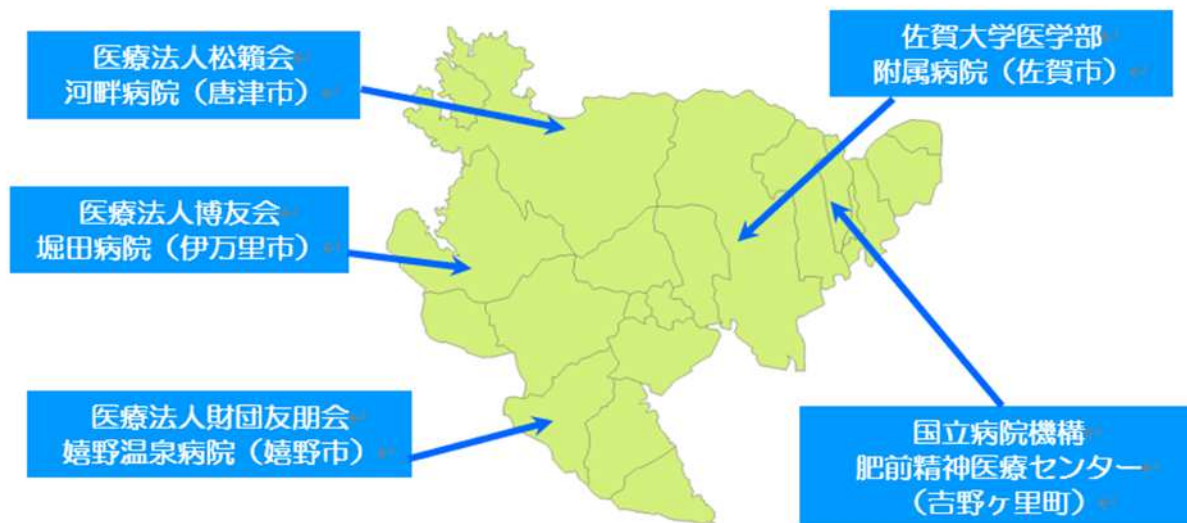 医療法人松籟会
河畔病院（唐津市）
佐賀大学医学部
附属病院（佐賀市）
医療法人博友会
堀田病院（伊万里市）
医療法人財団友朋会
嬉野温泉病院（嬉野市）
国立病院機構
肥前精神医療センター
（吉野ヶ里町）